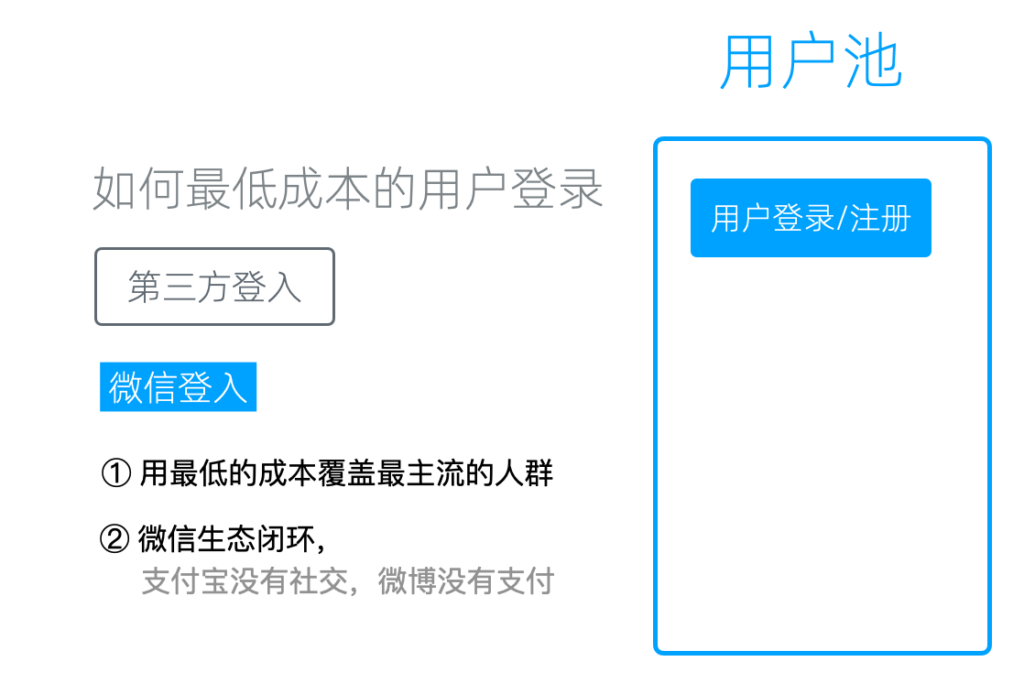 用户池
如何最低成本的用户登录
用户登录/注册
第三方登入
微信登入
① 用最低的成本覆盖最主流的人群
② 微信生态闭环，
支付宝没有社交，微博没有支付